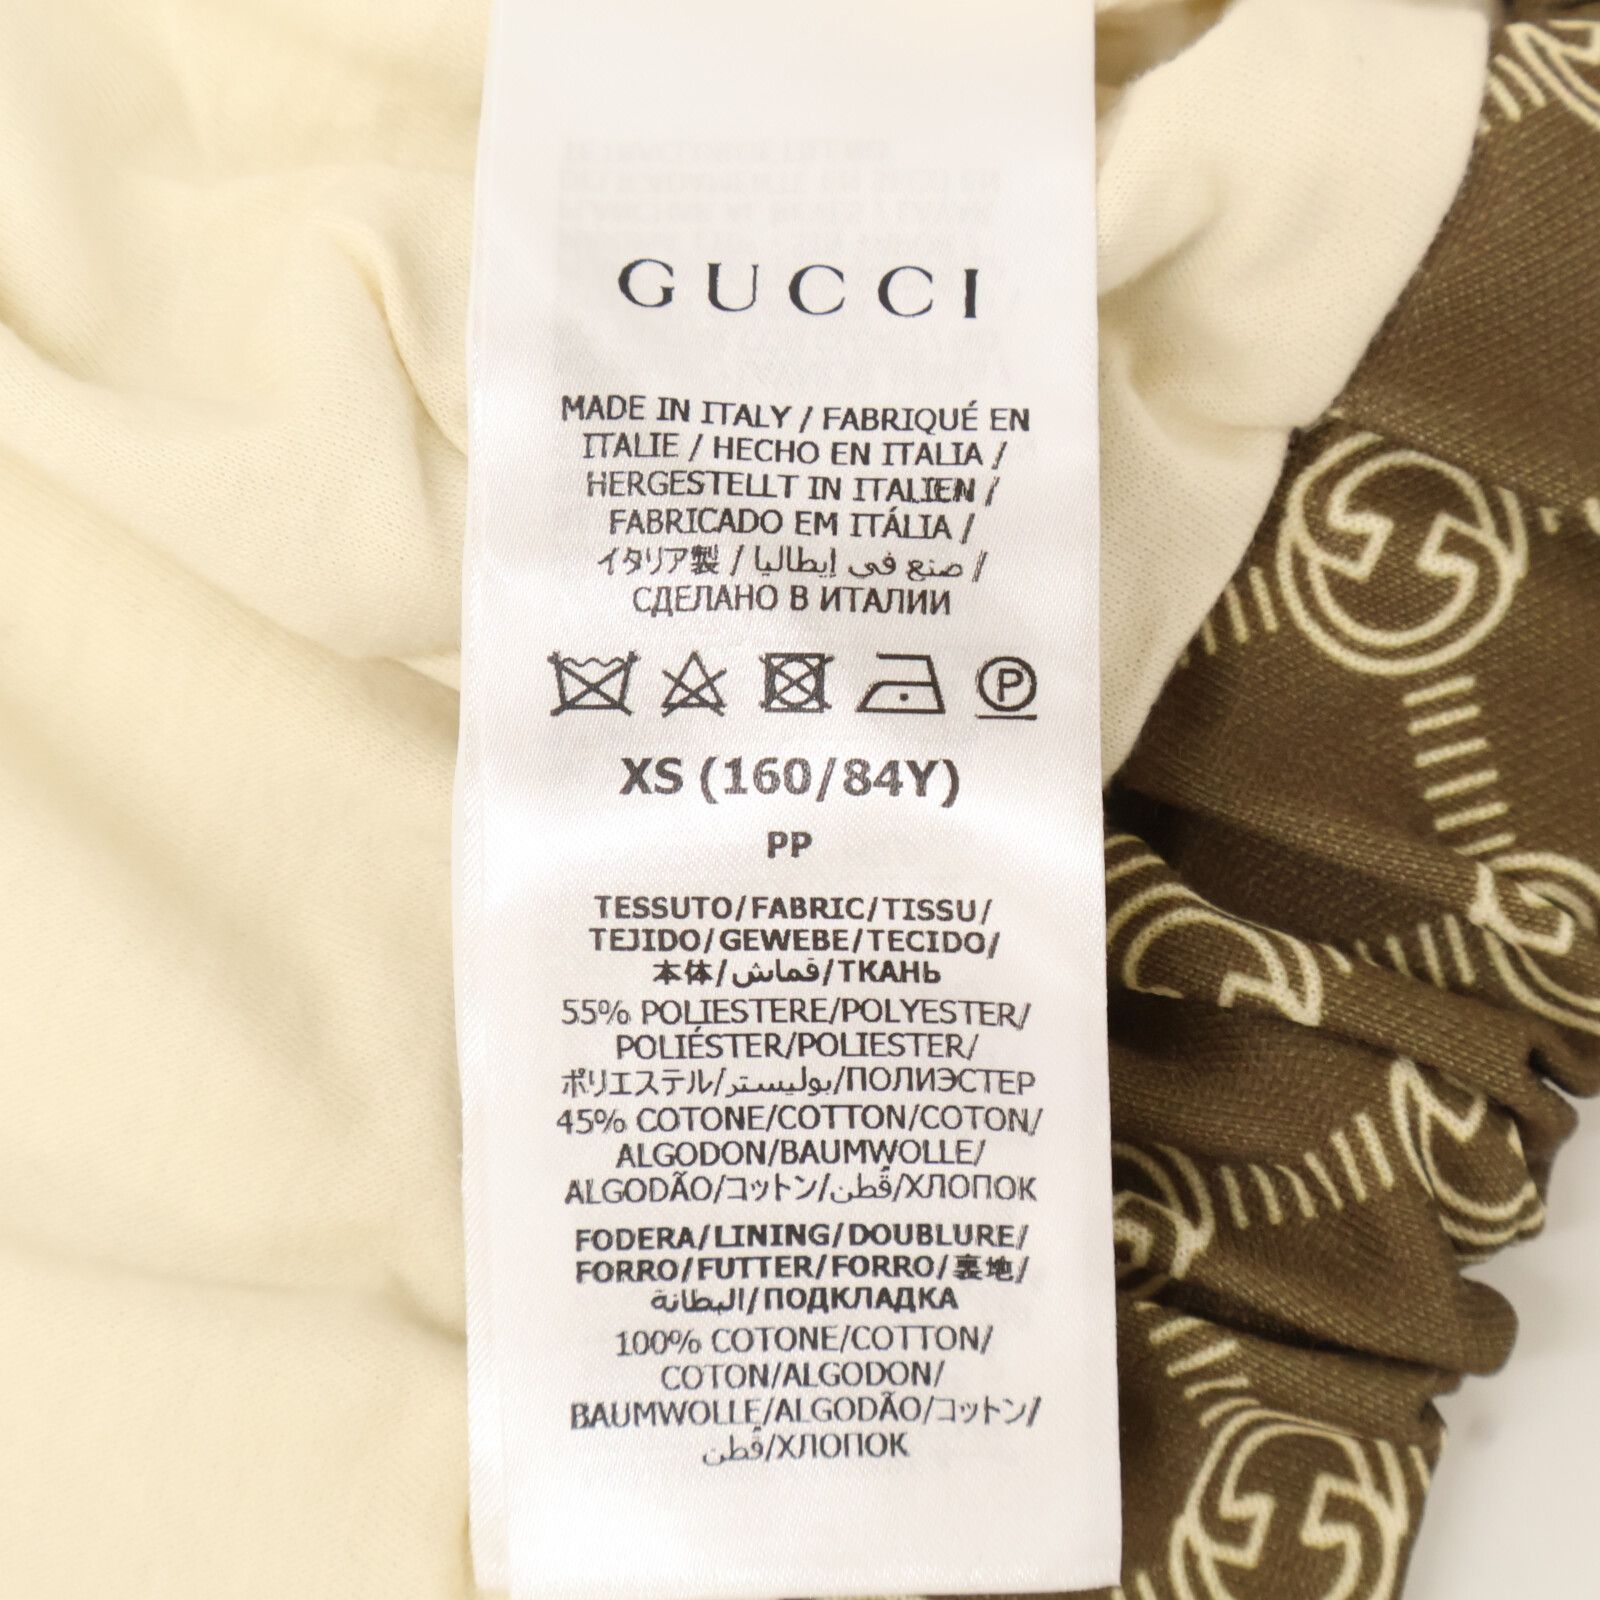 GUCCI
MADE IN ITALY / FABRIQUÉ EN
ITALIE / HECHO EN ITALIA /
HERGESTELLT IN ITALIEN /
FABRICADO EM ITÁLIA /
イタリア製 / صنع في إيطاليا /
СДЕЛАНО В ИТАЛИИ
P
XS (160/84Y)
PP
TESSUTO/FABRIC/TISSU/
TEJIDO/GEWEBE/TECIDO/
本体/قماش/ТКАНЬ
55% POLIESTERE/POLYESTER/
POLIÉSTER/POLIESTER/
ポリエステル/بوليستر/ПОЛИЭСТЕР
45% COTONE/COTTON/COTON/
ALGODON/BAUMWOLLE/
ALGODÃO/コットン/قُطن/ХЛОПОК
FODERA/LINING/DOUBLURE/
FORRO/FUTTER/FORRO/裏地/
البطانة/ПОДКЛАДКА
100% COTONE/COTTON/
COTON/ALGODON/
BAUMWOLLE/ALGODÃO/コットン/
قُطن/ХЛОПОК